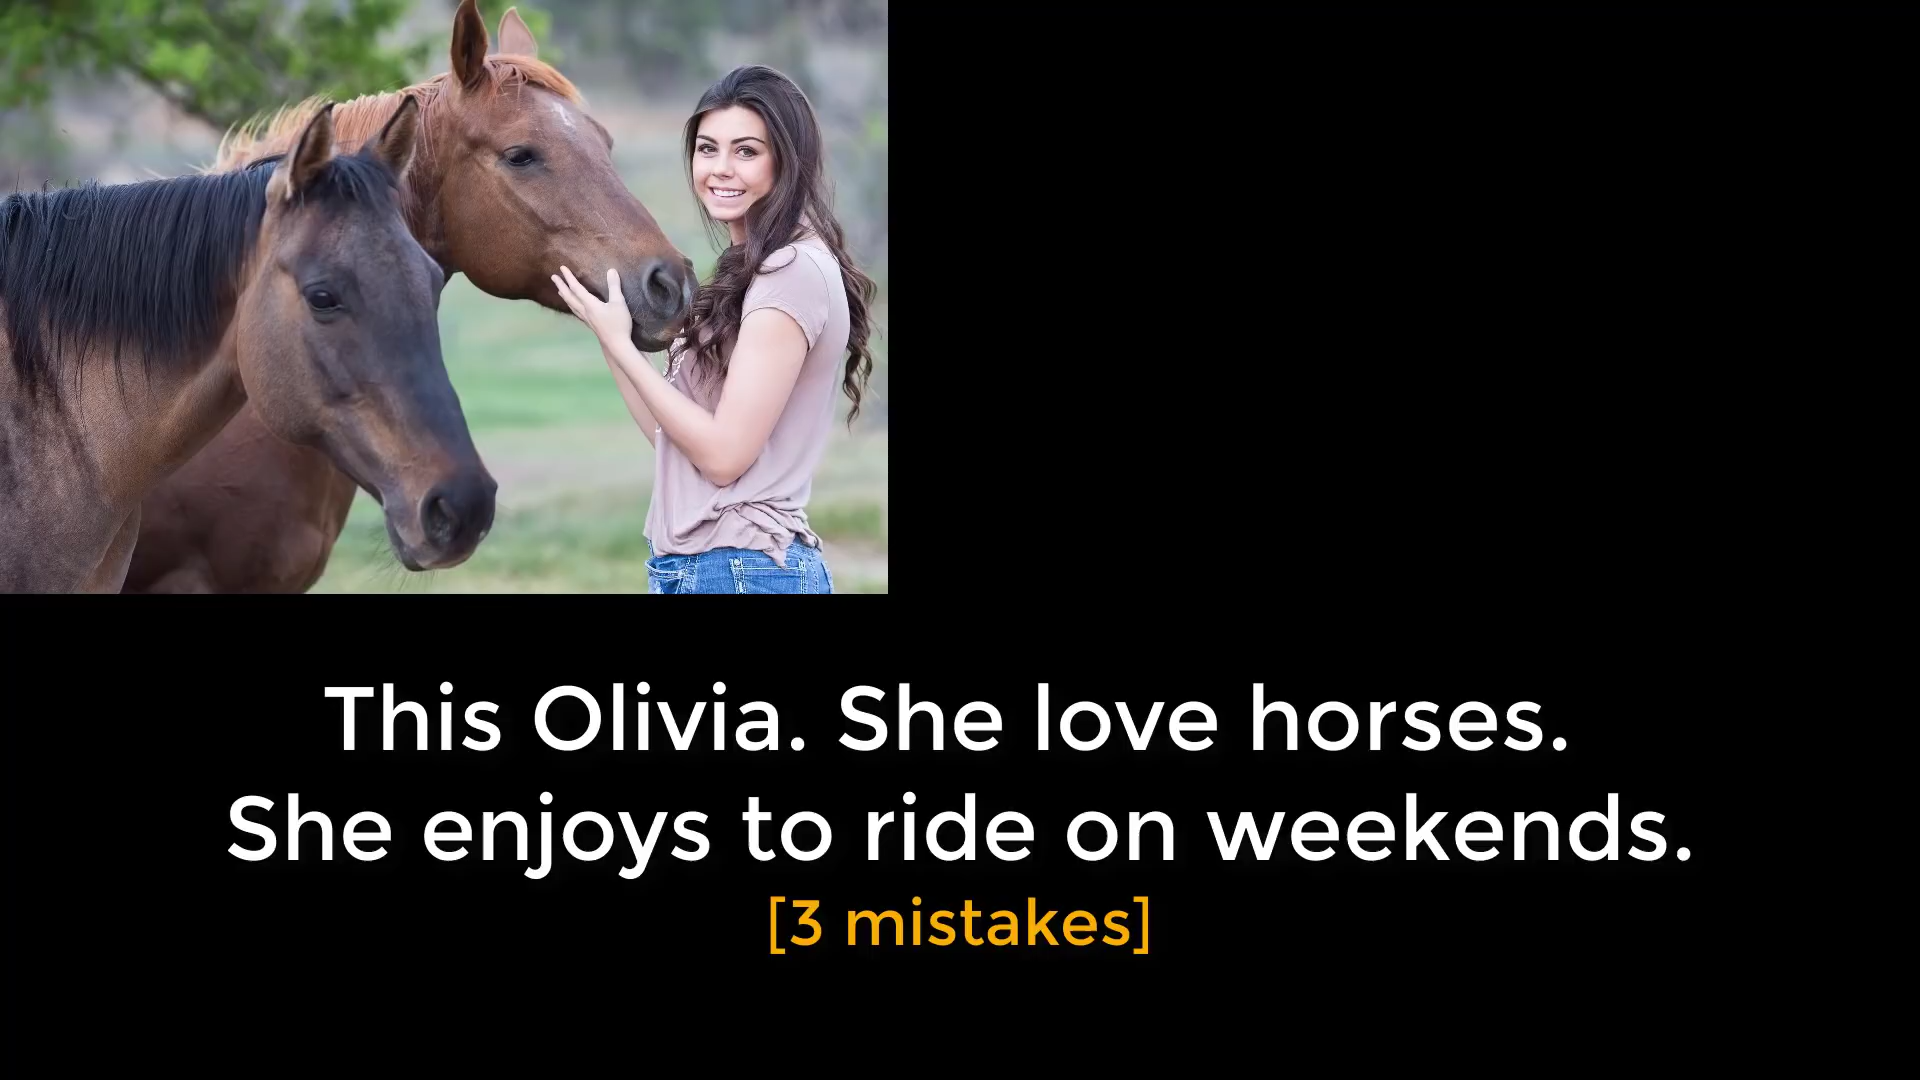 This Olivia. She love horses.
She enjoys to ride on weekends.
[3 mistakes]